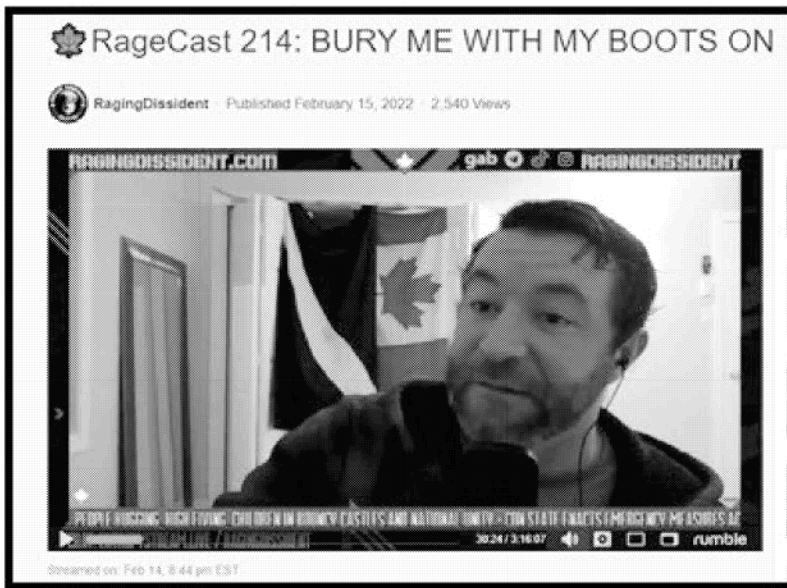 RageCast 214: BURY ME WITH MY BOOTS ON
RagingDissident · Published February 15, 2022 · 2,540 Views
RAGINGDISSIDENT.COM
gab RAGINGDISSIDENT
PEOPLE HUGGING, HIGH FIVING, CHILDREN IN BOUNCY CASTLES AND NATIONAL UNITY • CDN STATE ENACTS EMERGENCY MEASURES AC
30:24 / 3:16:07 rumble
Streamed on: Feb 14, 8:44 pm EST